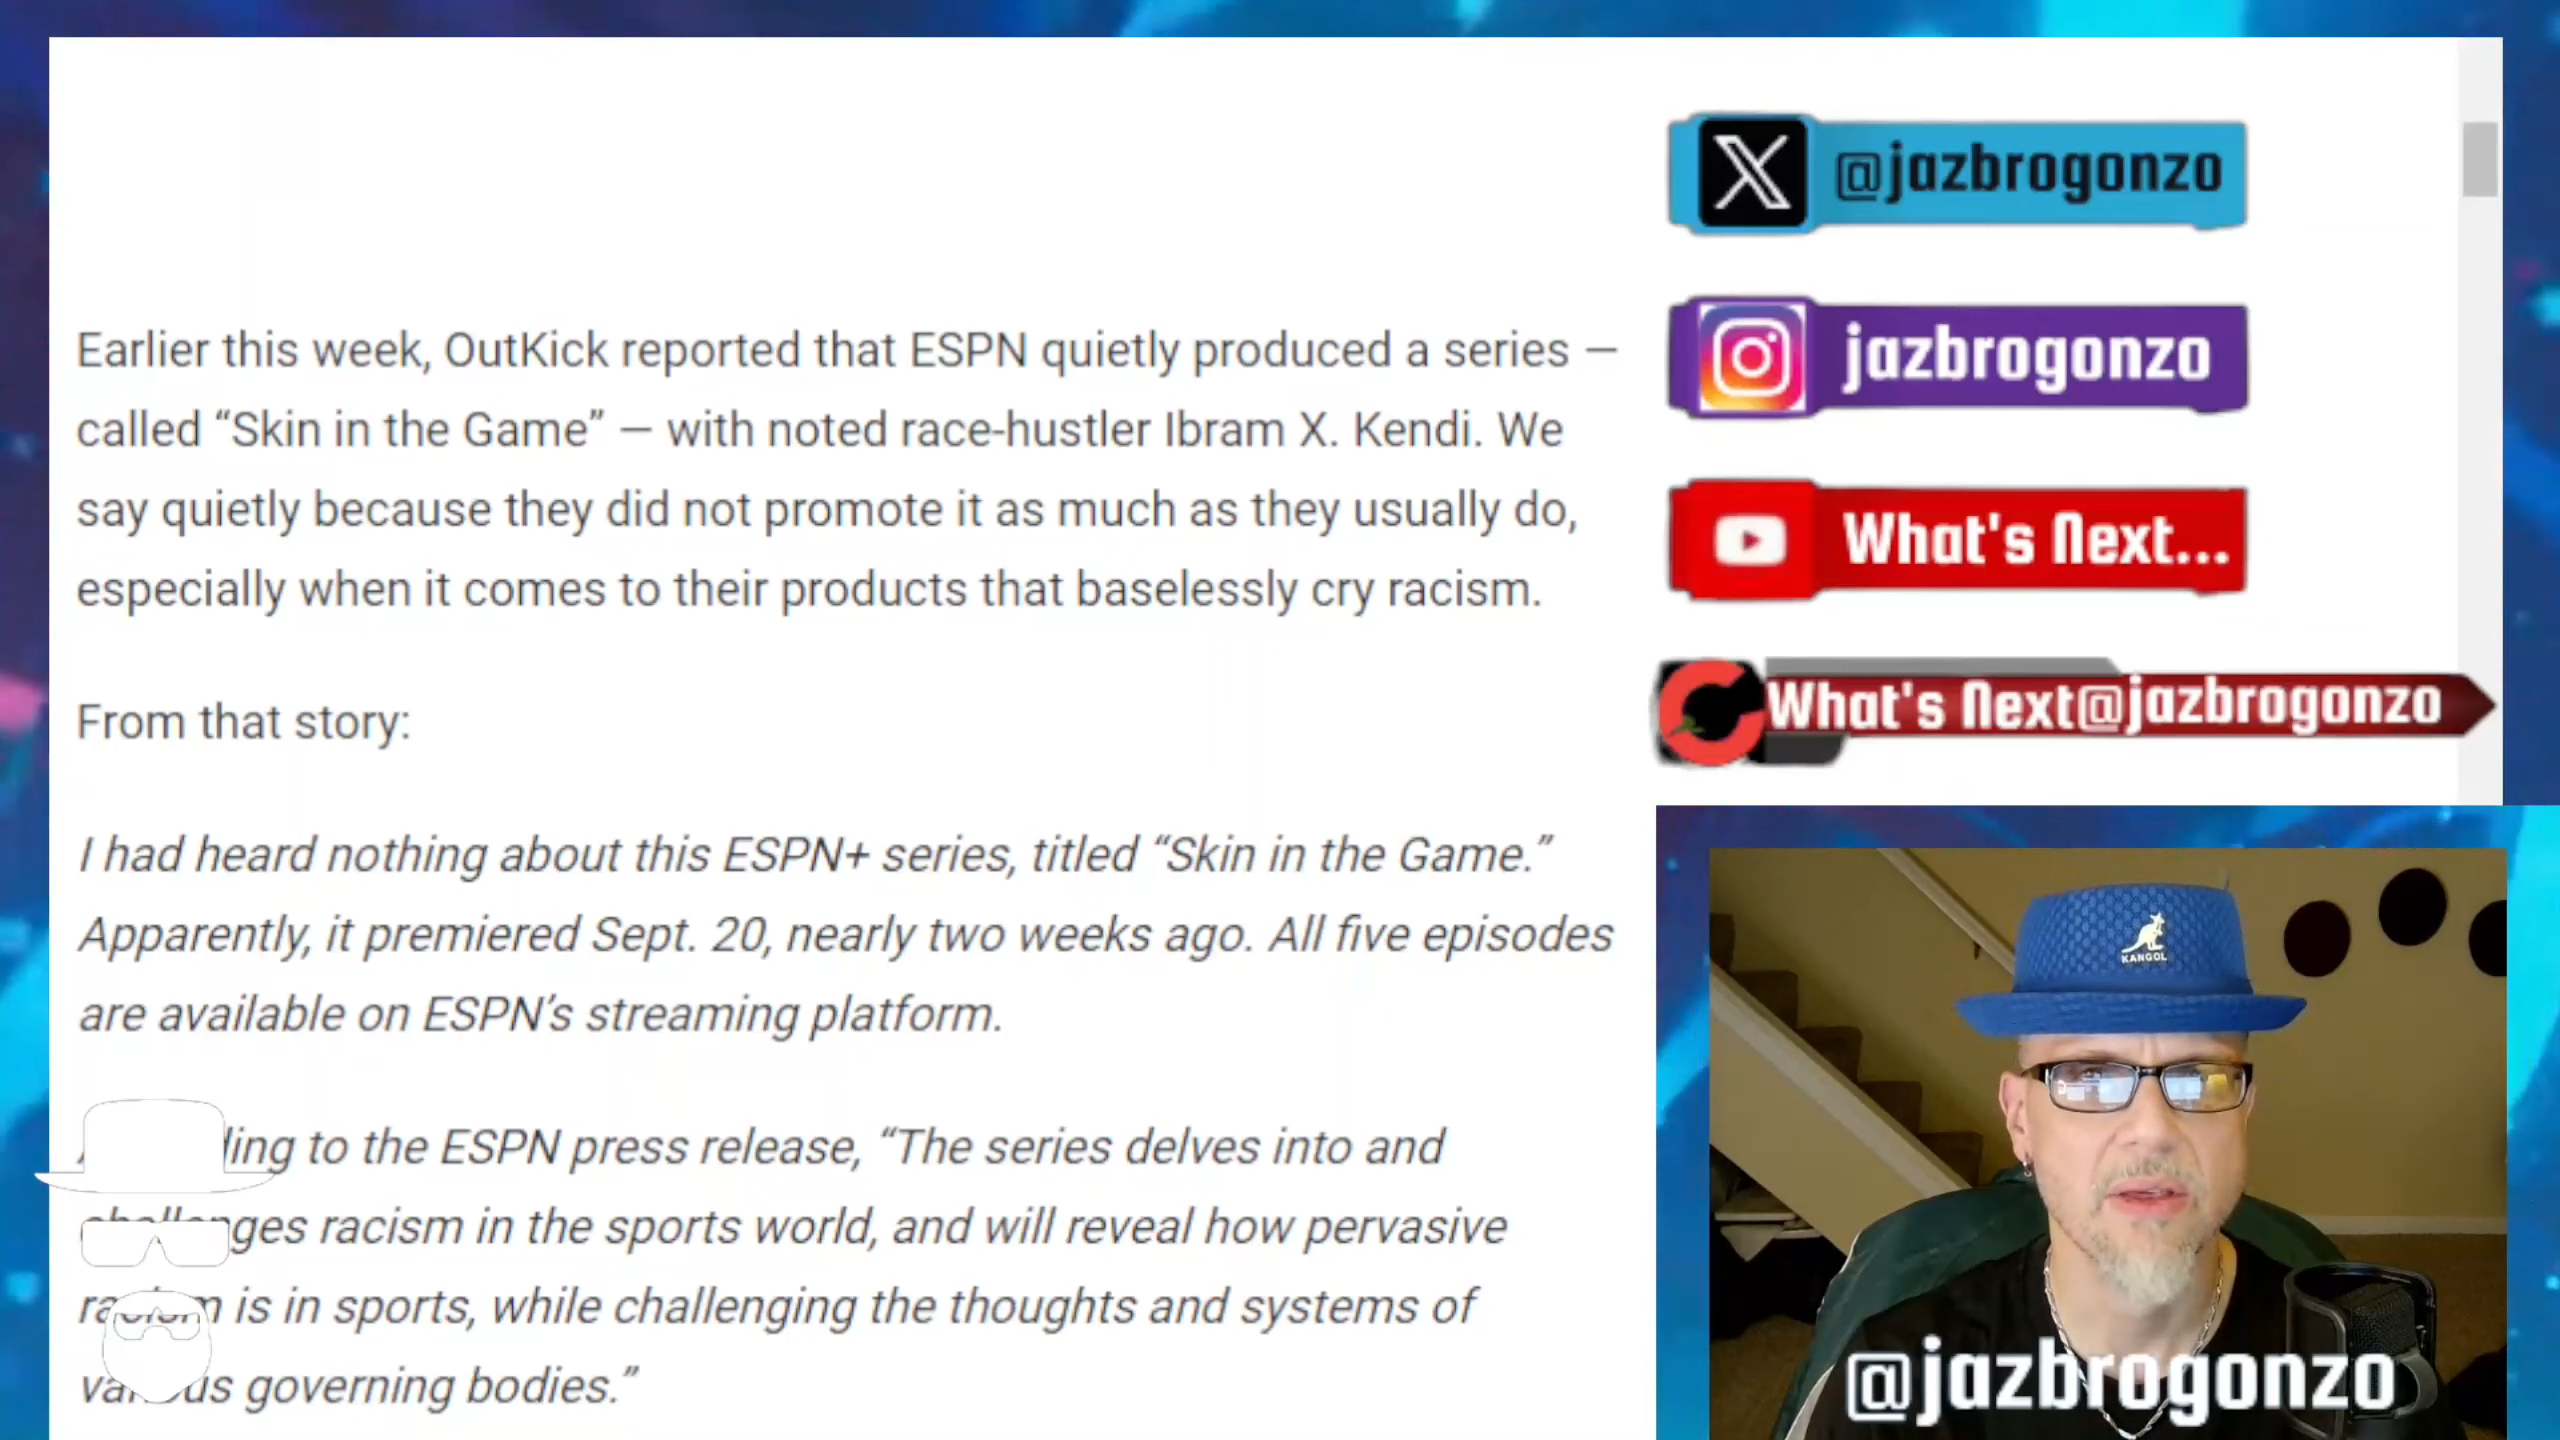 Earlier this week, OutKick reported that ESPN quietly produced a series —
called “Skin in the Game” — with noted race-hustler Ibram X. Kendi. We
say quietly because they did not promote it as much as they usually do,
especially when it comes to their products that baselessly cry racism.
From that story:
I had heard nothing about this ESPN+ series, titled “Skin in the Game.”
Apparently, it premiered Sept. 20, nearly two weeks ago. All five episodes
are available on ESPN’s streaming platform.
to the ESPN press release, “The series delves into and
challenges racism in the sports world, and will reveal how pervasive
racism is in sports, while challenging the thoughts and systems of
various governing bodies.”
@jazbrogonzo
jazbrogonzo
What's Next...
What's Next@jazbrogonzo
KANGOL
@jazbrogonzo